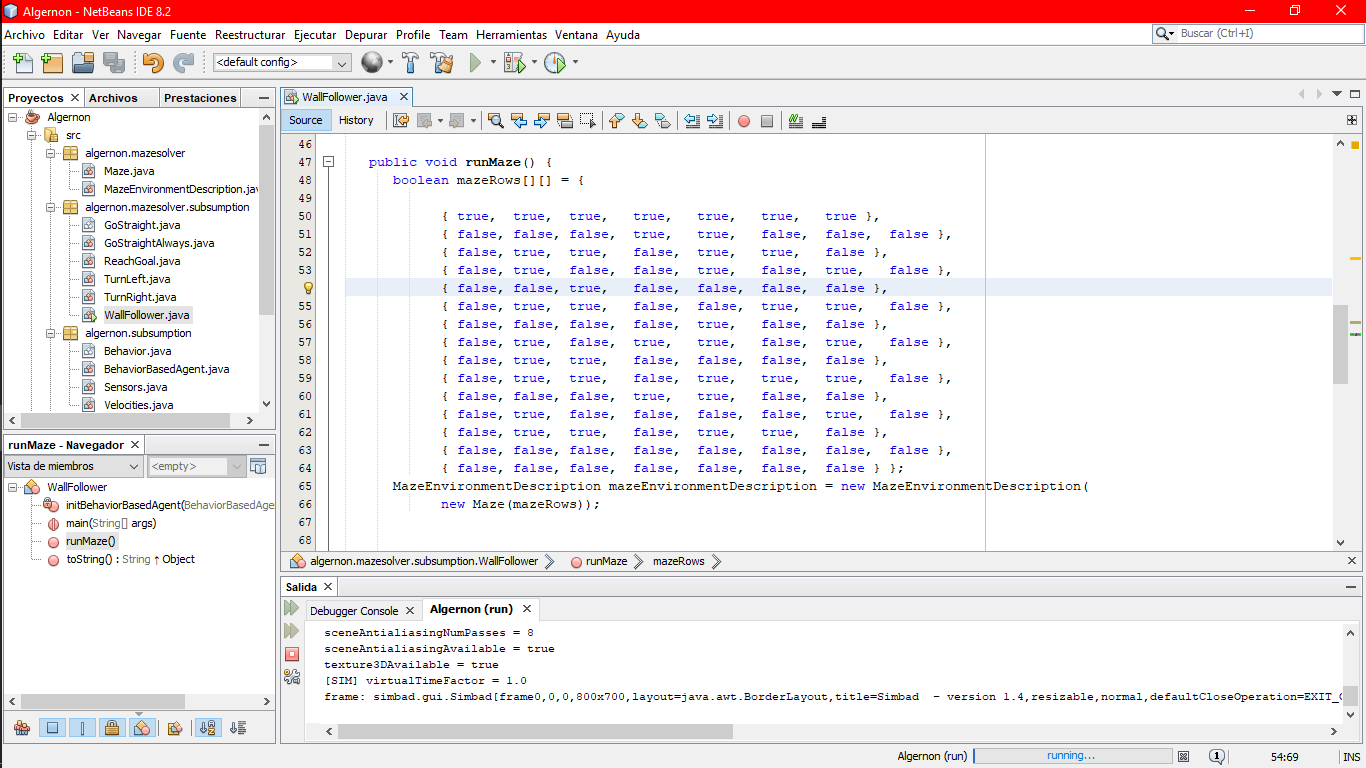 Algernon - NetBeans IDE 8.2
Archivo Editar Ver Navegar Fuente Reestructurar Ejecutar Depurar Profile Team Herramientas Ventana Ayuda
Buscar (Ctrl+I)
<default config>
Proyectos Archivos Prestaciones
Algernon
src
algernon.mazesolver
Maze.java
MazeEnvironmentDescription.jav
algernon.mazesolver.subsumption
GoStraight.java
GoStraightAlways.java
ReachGoal.java
TurnLeft.java
TurnRight.java
WallFollower.java
algernon.subsumption
Behavior.java
BehaviorBasedAgent.java
Sensors.java
Velocities.java
runMaze - Navegador
Vista de miembros <empty>
WallFollower
initBehaviorBasedAgent(BehaviorBasedAge
main(String[] args)
runMaze()
toString() : String ↑ Object
WallFollower.java
Source History
46
47 public void runMaze() {
48 boolean mazeRows[][] = {
49
50 { true, true, true, true, true, true, true },
51 { false, false, false, true, true, false, false, false },
52 { false, true, true, false, true, true, false },
53 { false, true, false, false, true, false, true, false },
{ false, false, true, false, false, false, false },
55 { false, true, true, false, false, true, true, false },
56 { false, false, false, false, true, false, false },
57 { false, true, false, true, true, false, true, false },
58 { false, true, true, false, false, false, false },
59 { false, true, true, false, true, true, true, false },
60 { false, false, false, true, true, false, false },
61 { false, true, false, false, false, false, true, false },
62 { false, true, true, false, true, true, false },
63 { false, false, false, false, false, false, false, false },
64 { false, false, false, false, false, false, false } };
65 MazeEnvironmentDescription mazeEnvironmentDescription = new MazeEnvironmentDescription(
66 new Maze(mazeRows));
67
68
algernon.mazesolver.subsumption.WallFollower runMaze mazeRows
Salida
Debugger Console Algernon (run)
sceneAntialiasingNumPasses = 8
sceneAntialiasingAvailable = true
texture3DAvailable = true
[SIM] virtualTimeFactor = 1.0
frame: simbad.gui.Simbad[frame0,0,0,800x700,layout=java.awt.BorderLayout,title=Simbad - version 1.4,resizable,normal,defaultCloseOperation=EXIT_
Algernon (run) running... 1 54:69 INS